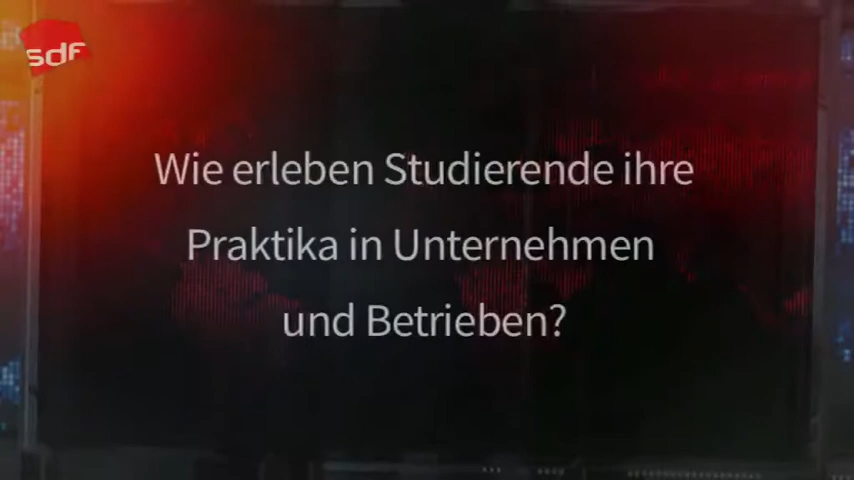 sdf
Wie erleben Studierende ihre
Praktika in Unternehmen
und Betrieben?